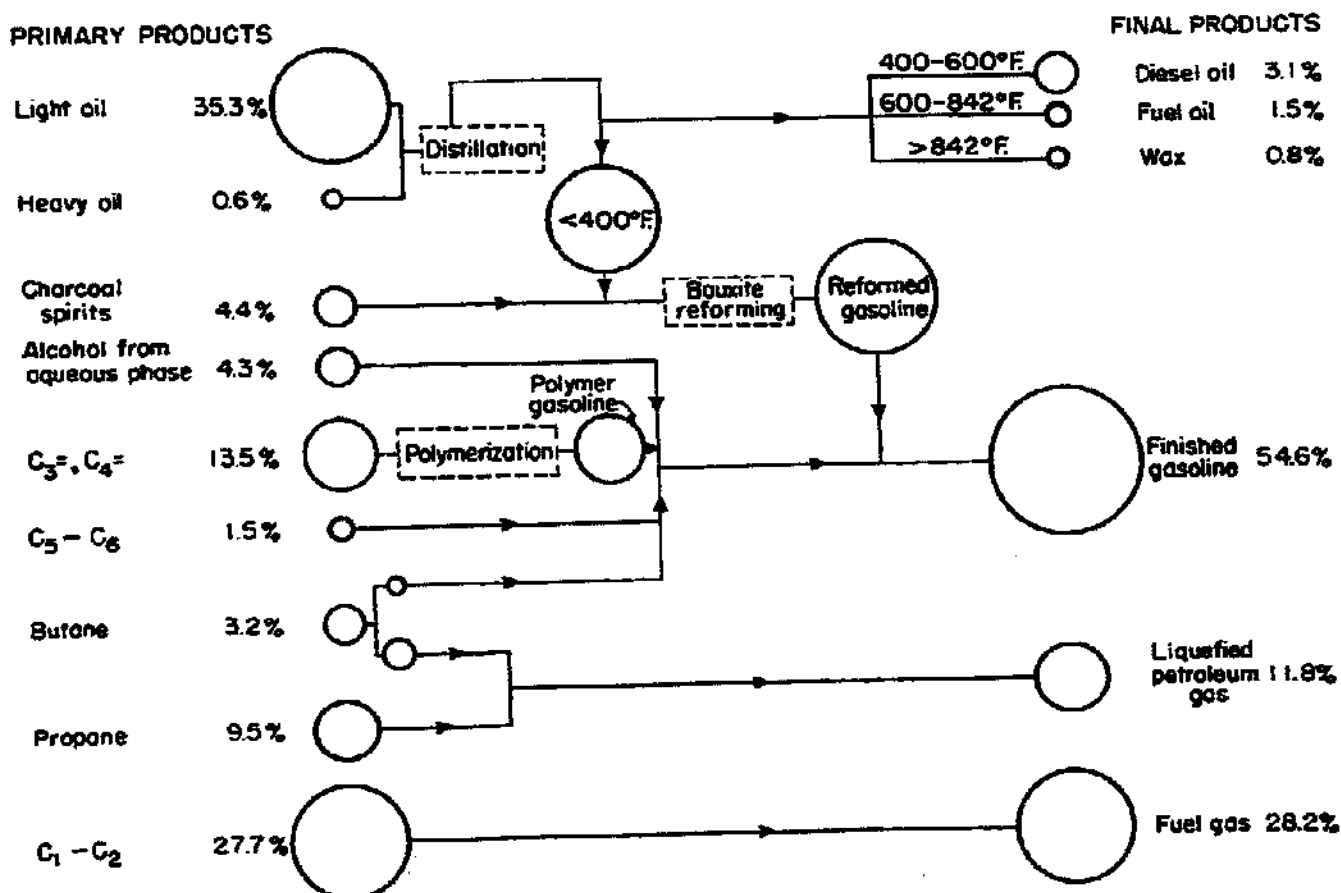 PRIMARY PRODUCTS
FINAL PRODUCTS
Light oil 35.3%
Heavy oil 0.6%
Distillation
400-600°F.
600-842°F.
>842°F.
Diesel oil 3.1%
Fuel oil 1.5%
Wax 0.8%
<400°F.
Charcoal
spirits 4.4%
Bauxite
reforming
Reformed
gasoline
Alcohol from
aqueous phase 4.3%
Polymer
gasoline
C3=, C4= 13.5%
Polymerization
Finished
gasoline 54.6%
C5 - C6 1.5%
Butane 3.2%
Liquefied
petroleum 11.8%
gas
Propane 9.5%
C1 - C2 27.7%
Fuel gas 28.2%